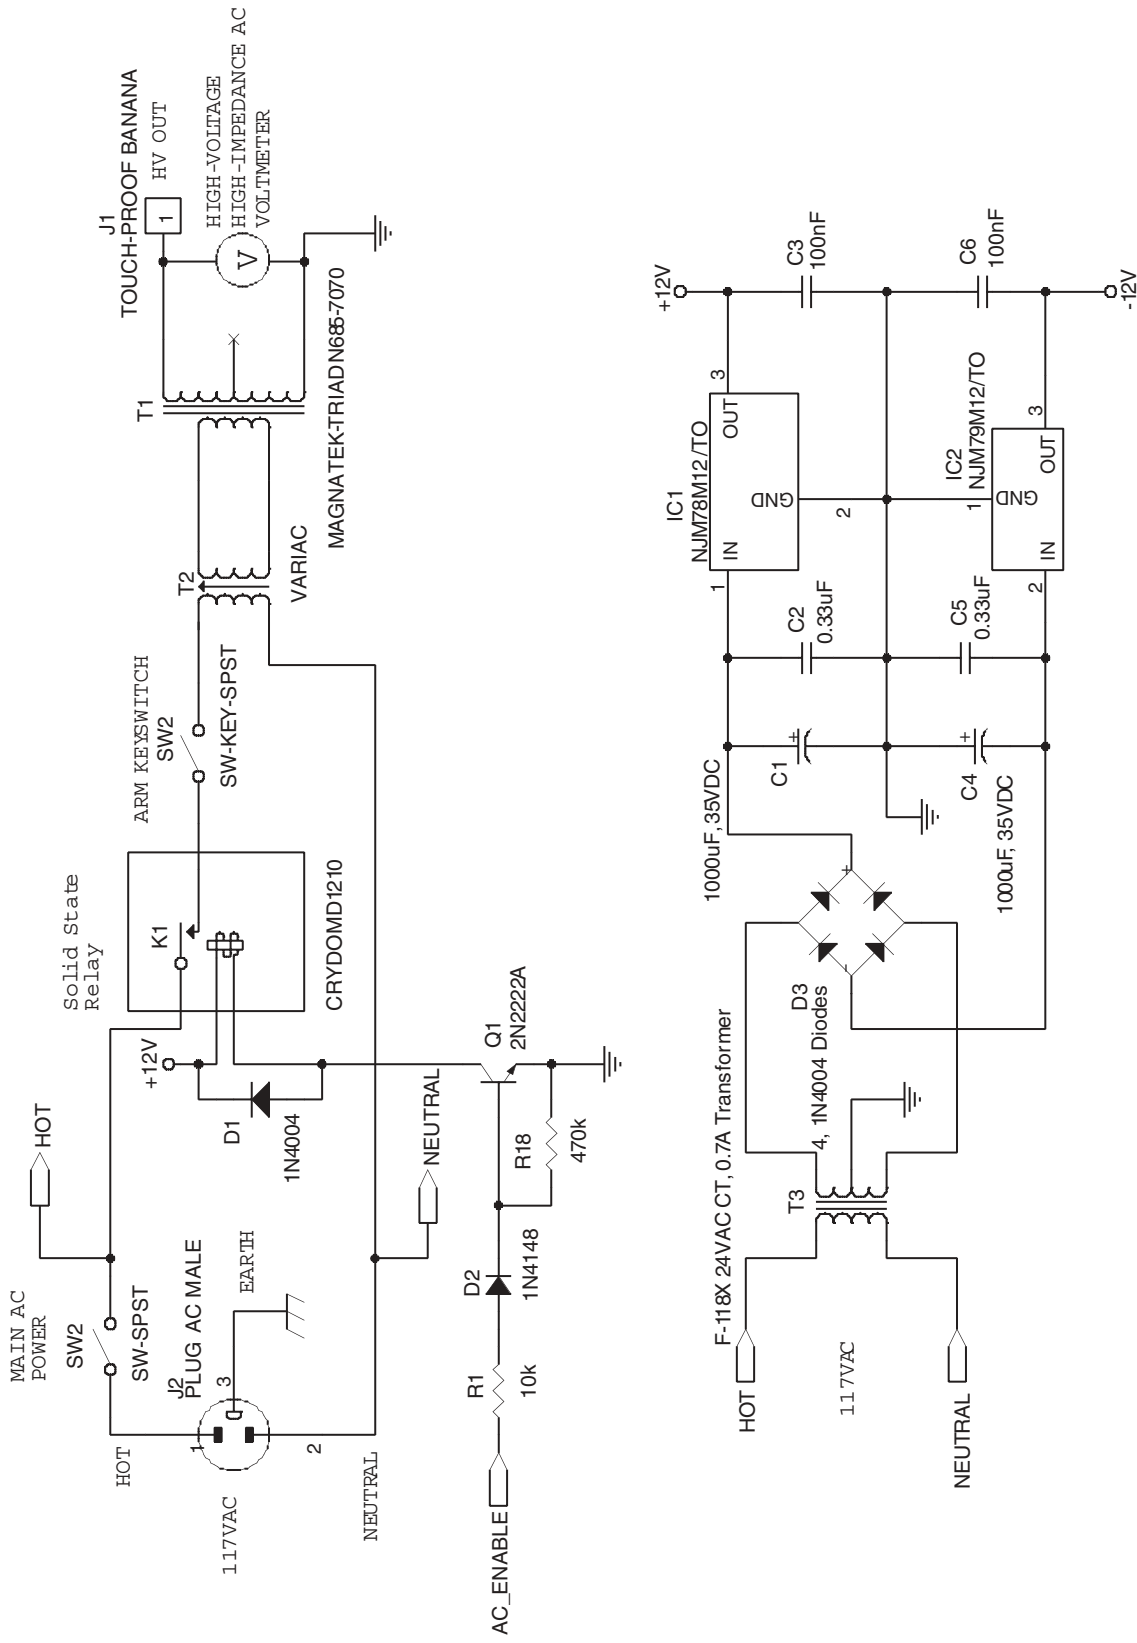 MAIN AC
POWER
SW2
SW-SPST
HOT
HOT
J2
PLUG AC MALE
1
3
2
EARTH
117VAC
NEUTRAL
NEUTRAL
Solid State
Relay
K1
CRYDOMD1210
+12V
D1
1N4004
ARM KEYSWITCH
SW2
SW-KEY-SPST
T2
VARIAC
T1
MAGNATEK-TRIADN685-7070
J1
TOUCH-PROOF BANANA
1
HV OUT
V
HIGH-VOLTAGE
HIGH-IMPEDANCE AC
VOLTMETER
AC_ENABLE
R1
10k
D2
1N4148
R18
470k
Q1
2N2222A
F-118X 24VAC CT, 0.7A Transformer
HOT
117VAC
NEUTRAL
T3
D3
4, 1N4004 Diodes
+
-
1000uF, 35VDC
C1
+
C4
+
1000uF, 35VDC
C2
0.33uF
C5
0.33uF
IC1
NJM78M12/TO
1
IN
GND
OUT
3
2
IC2
NJM79M12/TO
1
2
IN
GND
OUT
3
+12V
C3
100nF
C6
100nF
-12V